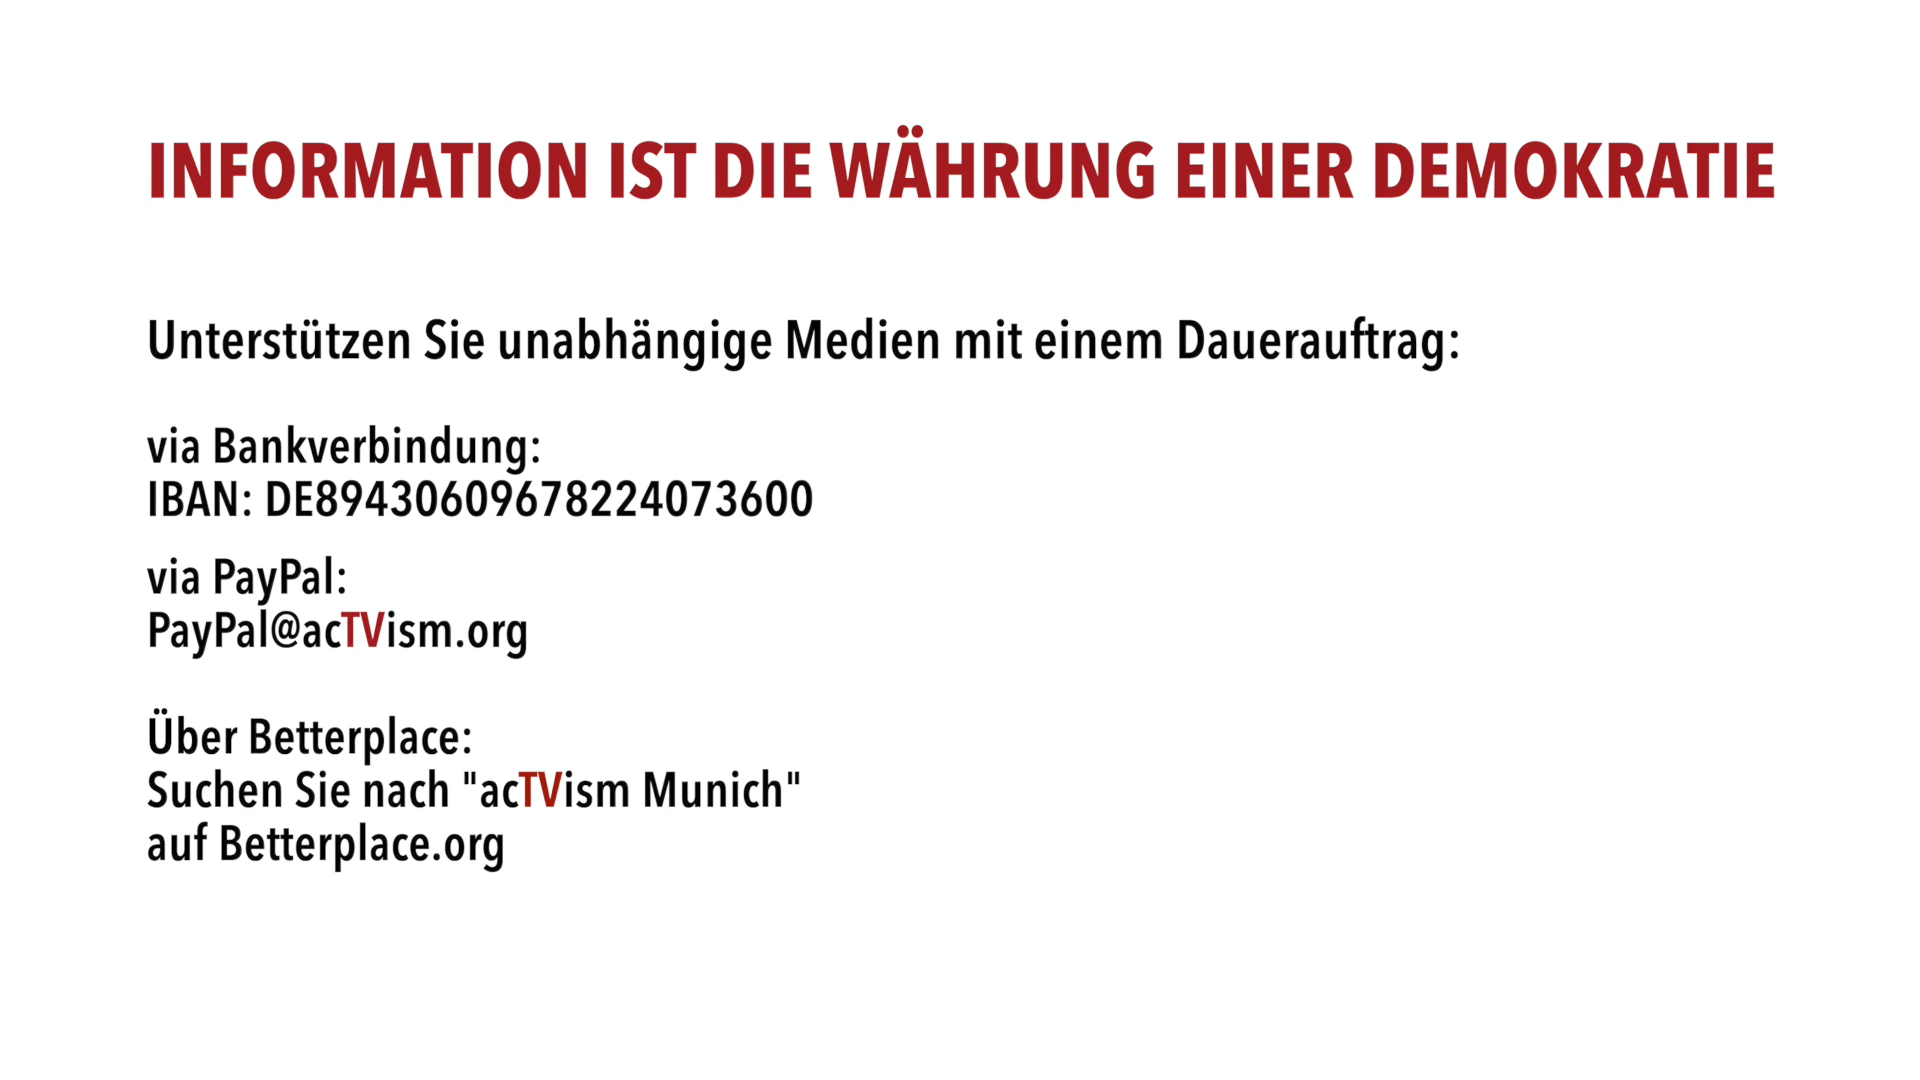 INFORMATION IST DIE WÄHRUNG EINER DEMOKRATIE
Unterstützen Sie unabhängige Medien mit einem Dauerauftrag:
via Bankverbindung:
IBAN: DE89430609678224073600
via PayPal:
PayPal@acTVism.org
Über Betterplace:
Suchen Sie nach "acTVism Munich"
auf Betterplace.org